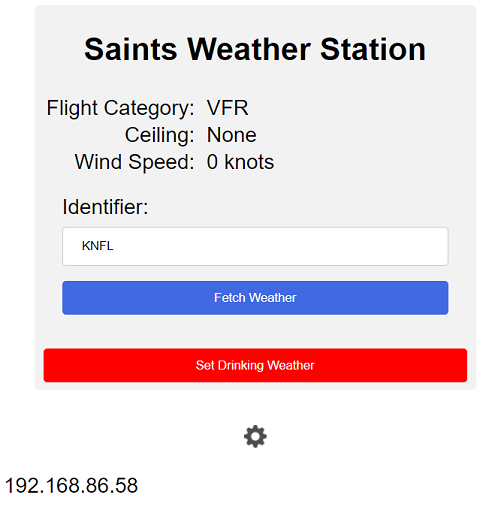 Saints Weather Station
Flight Category: VFR
Ceiling: None
Wind Speed: 0 knots
Identifier:
KNFL
Fetch Weather
Set Drinking Weather
192.168.86.58